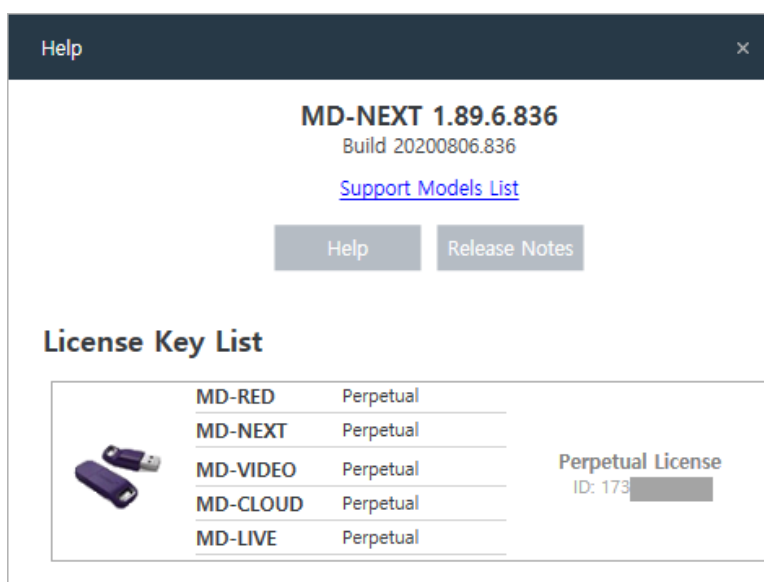 Help ×
MD-NEXT 1.89.6.836
Build 20200806.836
Support Models List
Help Release Notes
License Key List
MD-RED Perpetual
MD-NEXT Perpetual
MD-VIDEO Perpetual
MD-CLOUD Perpetual
MD-LIVE Perpetual
Perpetual License
ID: 173